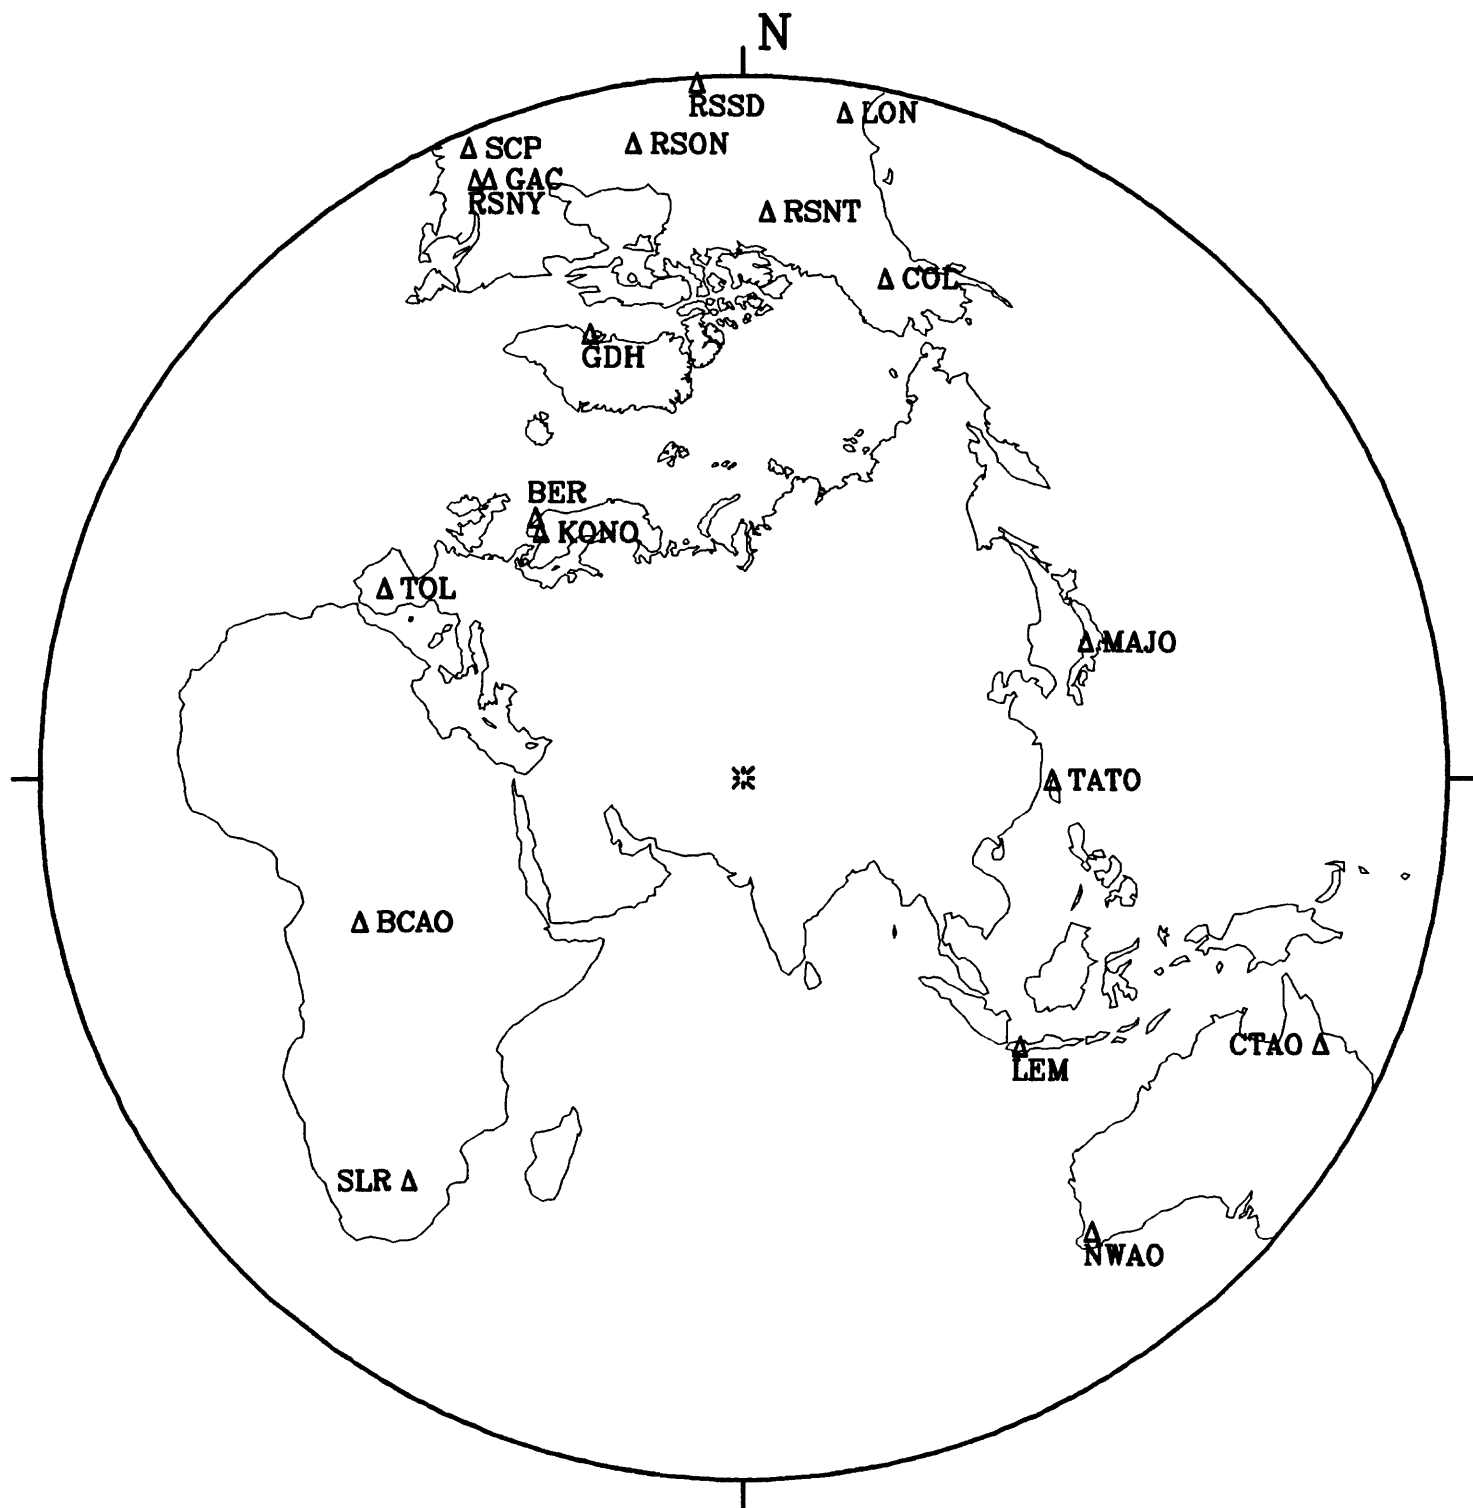 N
RSSD
LON
SCP
RSON
GAC
RSNY
RSNT
COL
GDH
BER
KONO
TOL
MAJO
TATO
BCAO
CTAO
LEM
SLR
NWAO